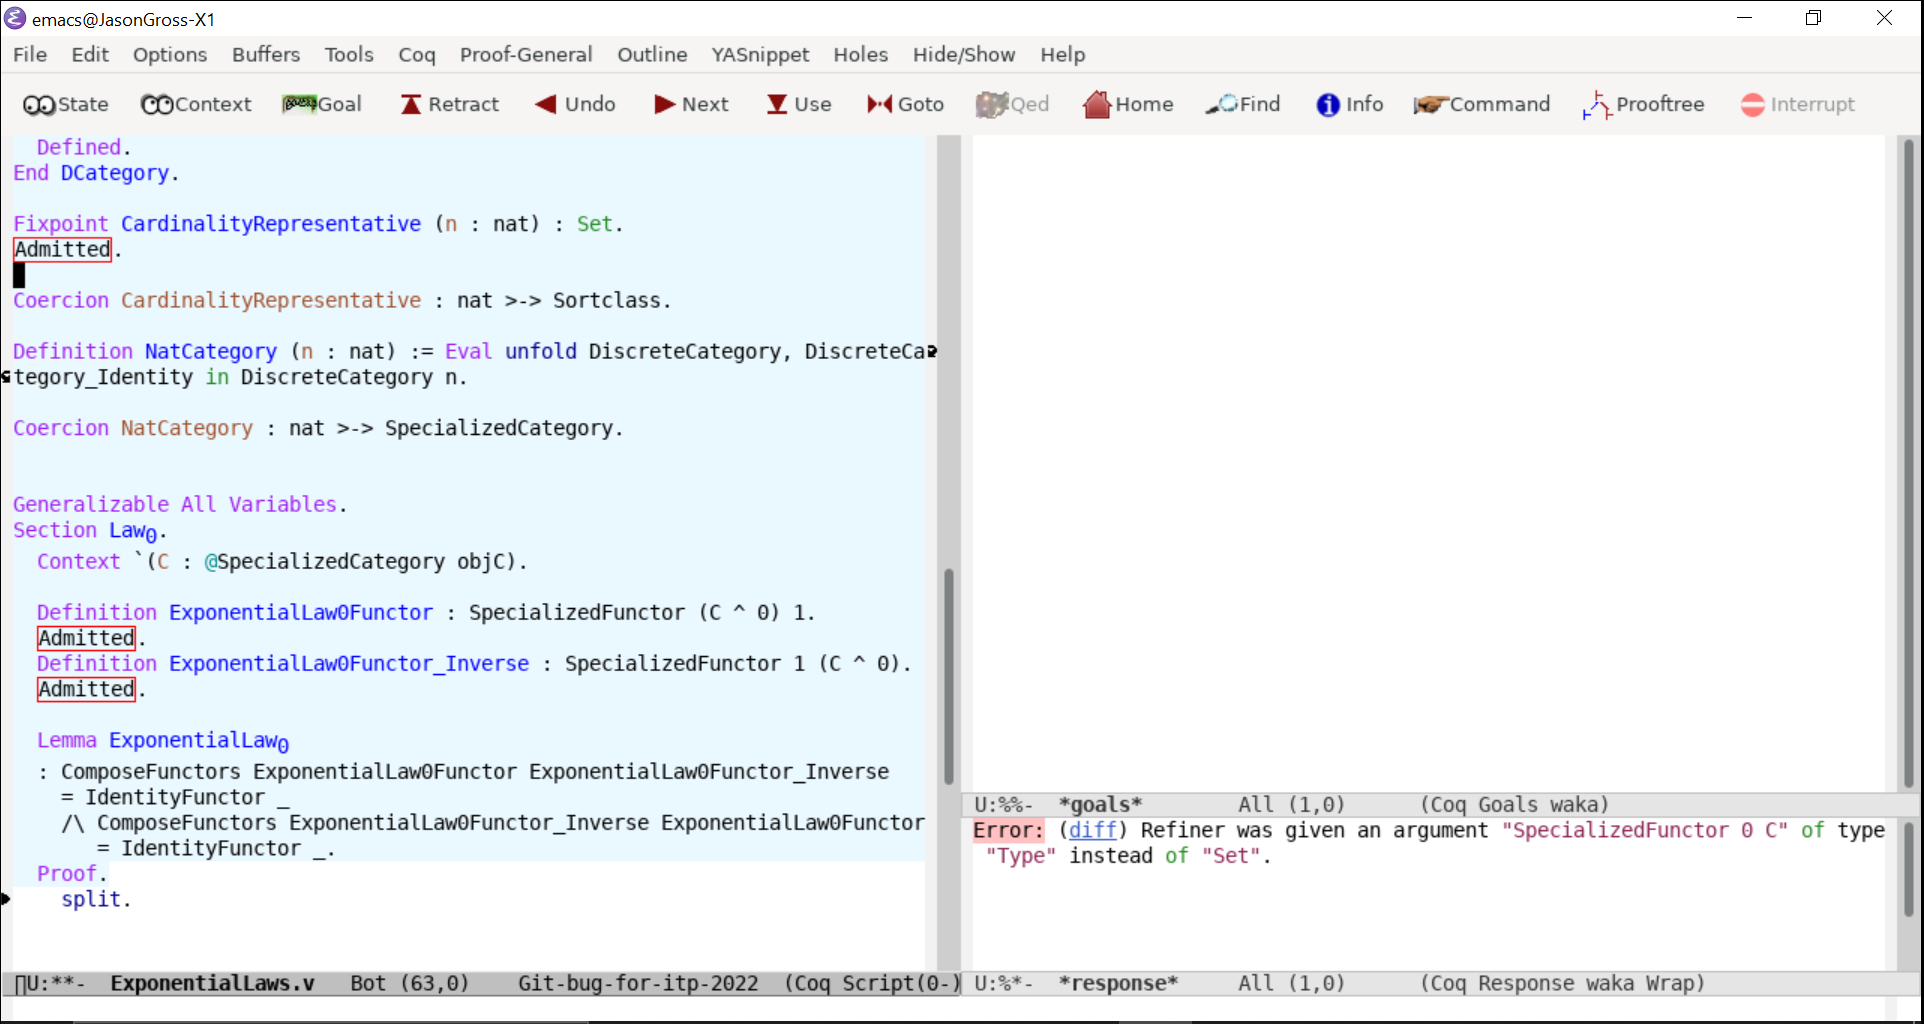 emacs@JasonGross-X1
File Edit Options Buffers Tools Coq Proof-General Outline YASnippet Holes Hide/Show Help
State Context Goal Retract Undo Next Use Goto Qed Home Find Info Command Prooftree Interrupt
Defined.
End DCategory.
Fixpoint CardinalityRepresentative (n : nat) : Set.
Admitted.
Coercion CardinalityRepresentative : nat >-> Sortclass.
Definition NatCategory (n : nat) := Eval unfold DiscreteCategory, DiscreteCa
tegory_Identity in DiscreteCategory n.
Coercion NatCategory : nat >-> SpecializedCategory.
Generalizable All Variables.
Section Law0.
Context `(C : @SpecializedCategory objC).
Definition ExponentialLaw0Functor : SpecializedFunctor (C ^ 0) 1.
Admitted.
Definition ExponentialLaw0Functor_Inverse : SpecializedFunctor 1 (C ^ 0).
Admitted.
Lemma ExponentialLaw0
: ComposeFunctors ExponentialLaw0Functor ExponentialLaw0Functor_Inverse
= IdentityFunctor _
/\ ComposeFunctors ExponentialLaw0Functor_Inverse ExponentialLaw0Functor
= IdentityFunctor _.
Proof.
split.
U:**- ExponentialLaws.v Bot (63,0) Git-bug-for-itp-2022 (Coq Script(0-)
U:%%- *goals* All (1,0) (Coq Goals waka)
Error: (diff) Refiner was given an argument "SpecializedFunctor 0 C" of type
"Type" instead of "Set".
U:%*- *response* All (1,0) (Coq Response waka Wrap)